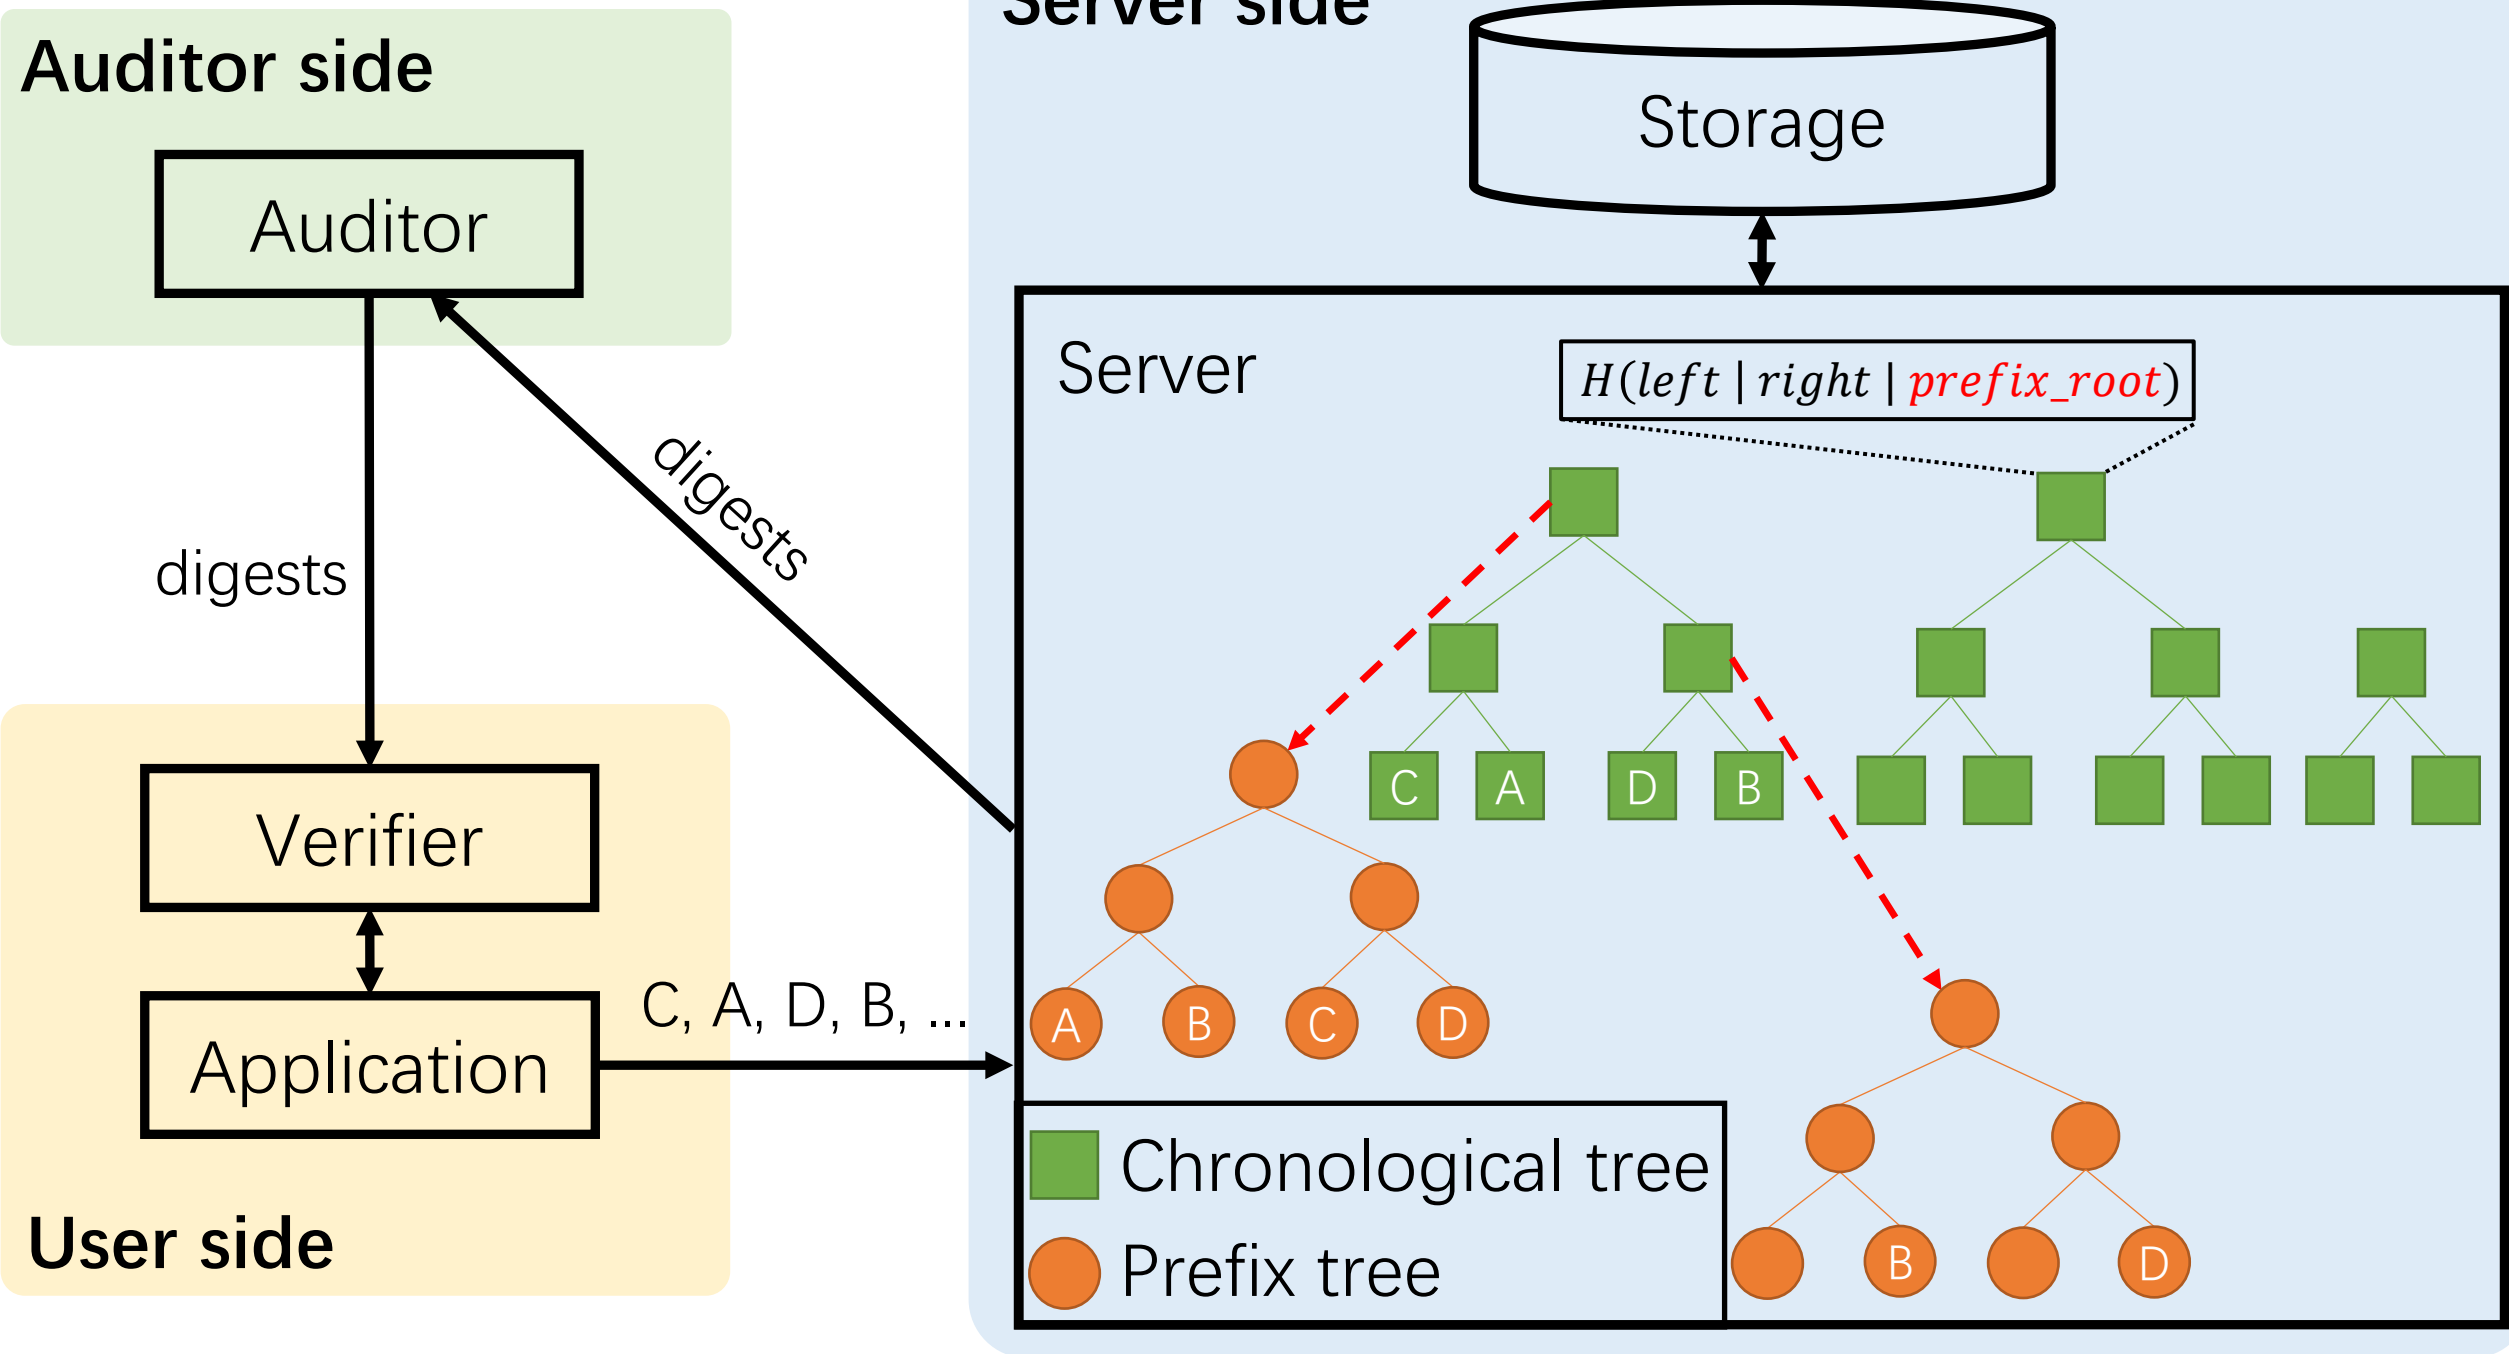 Server side
Auditor side
Storage
Auditor
Server
H(left | right | prefix_root)
digests
digests
C A D B
Verifier
C, A, D, B, ...
A B C D
Application
Chronological tree
Prefix tree
B D
User side